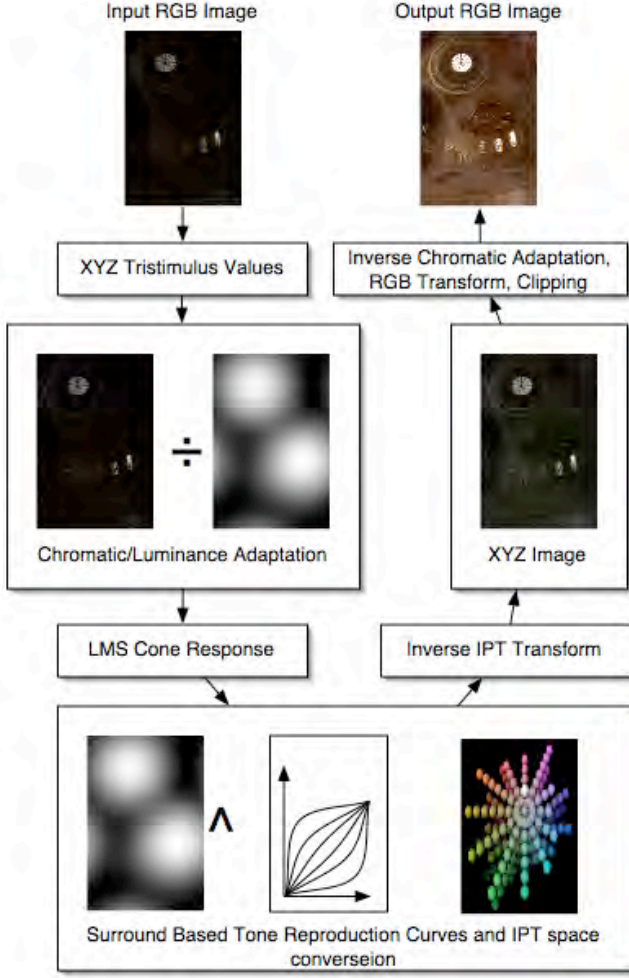 Input RGB Image
Output RGB Image
XYZ Tristimulus Values
Inverse Chromatic Adaptation,
RGB Transform, Clipping
÷
Chromatic/Luminance Adaptation
XYZ Image
LMS Cone Response
Inverse IPT Transform
^
Surround Based Tone Reproduction Curves and IPT space
converseion